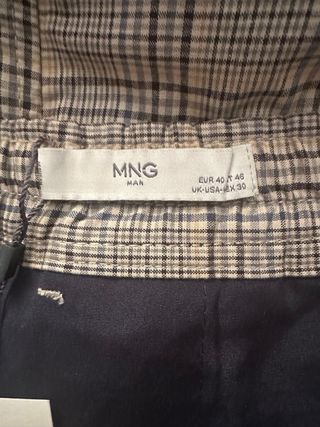 MNG
MAN
EUR 40 IT 46
UK-USA-MEX 30